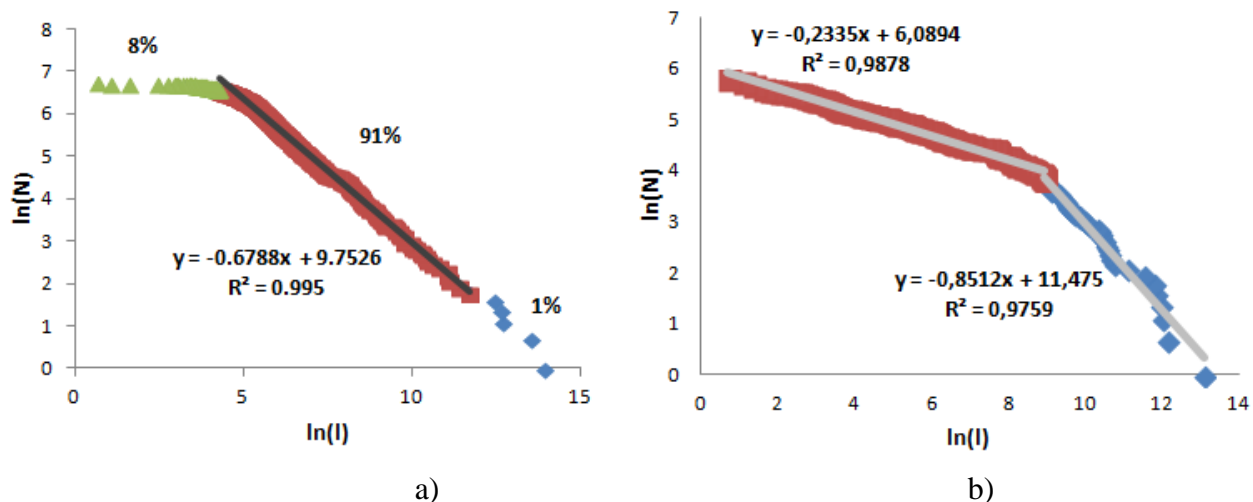 8
7
6
5
4
3
2
1
0
0
5
10
15
ln(N)
ln(I)
8%
91%
1%
y = -0.6788x + 9.7526
R² = 0.995
a)
7
6
5
4
3
2
1
0
0
2
4
6
8
10
12
14
ln(N)
ln(I)
y = -0,2335x + 6,0894
R² = 0,9878
y = -0,8512x + 11,475
R² = 0,9759
b)